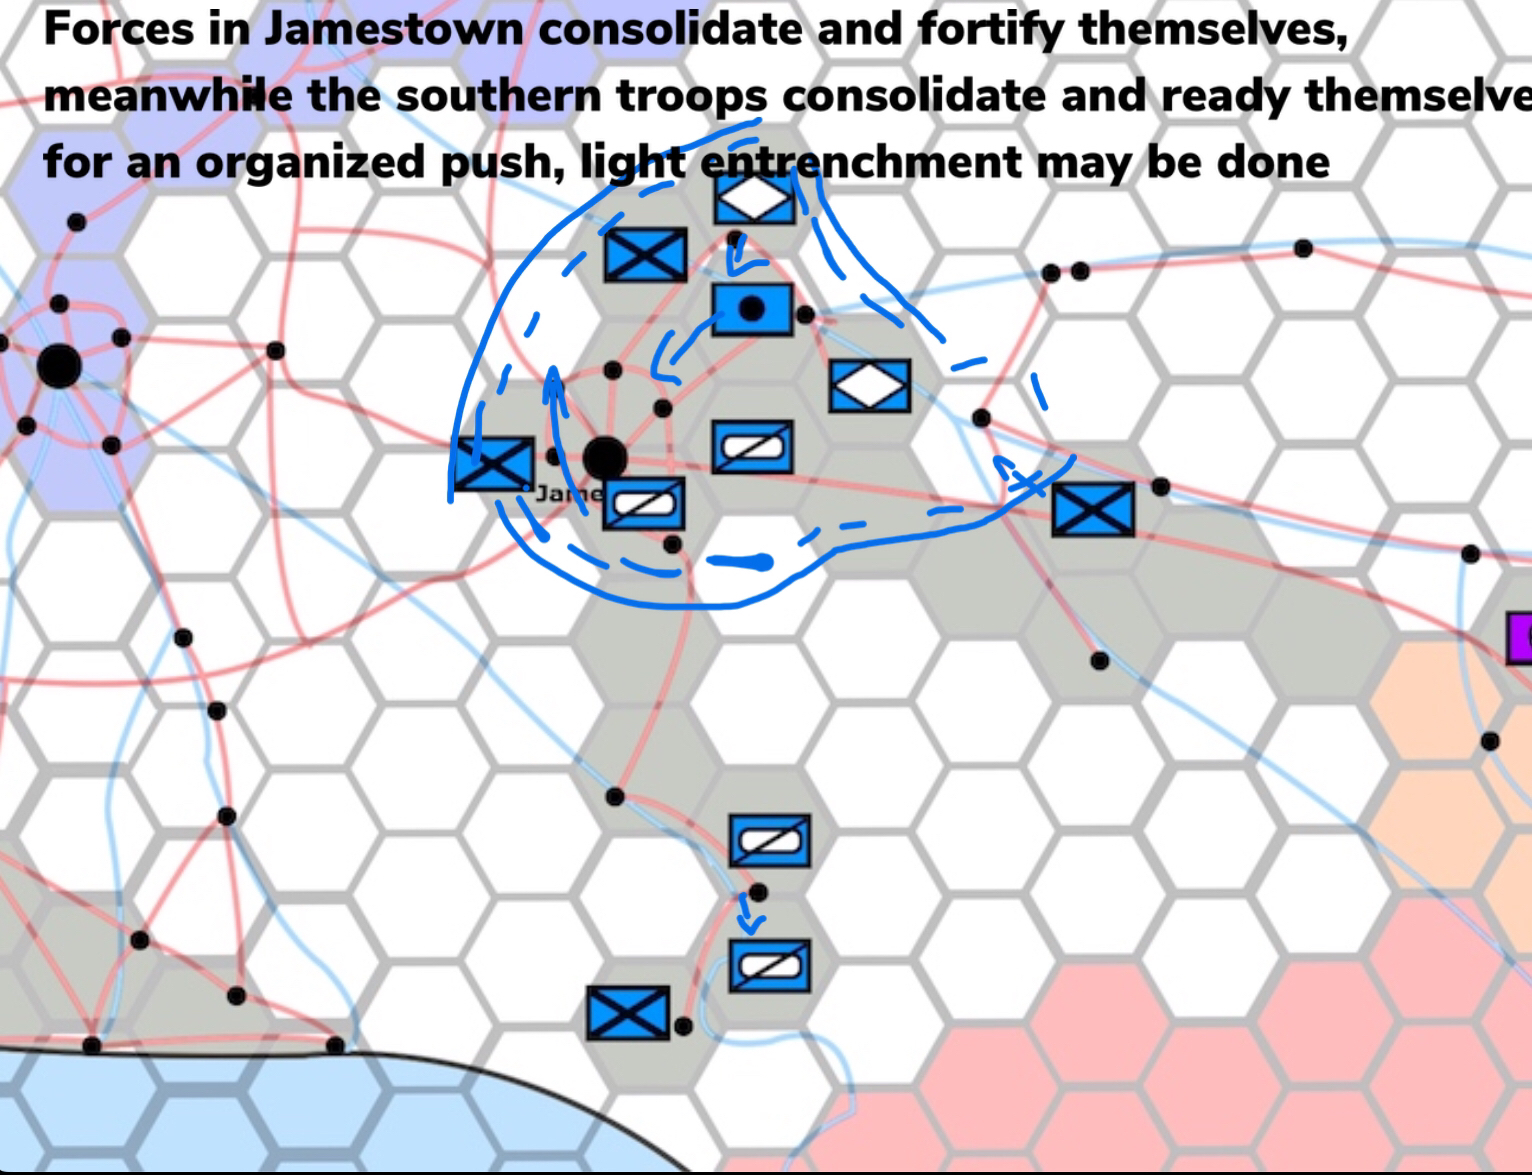 Forces in Jamestown consolidate and fortify themselves,
meanwhile the southern troops consolidate and ready themselve
for an organized push, light entrenchment may be done
Jame